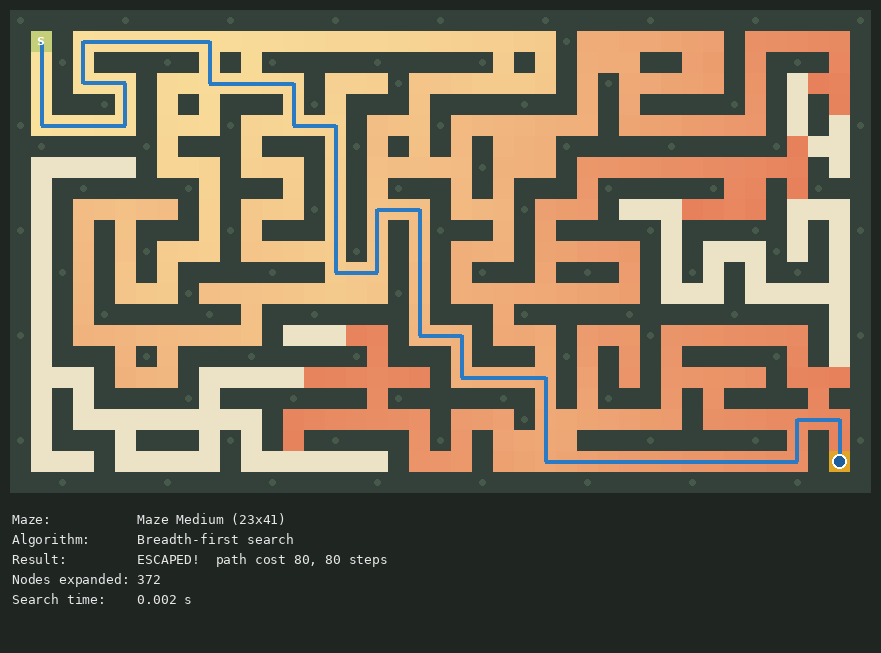 S
Maze: Maze Medium (23x41)
Algorithm: Breadth-first search
Result: ESCAPED! path cost 80, 80 steps
Nodes expanded: 372
Search time: 0.002 s